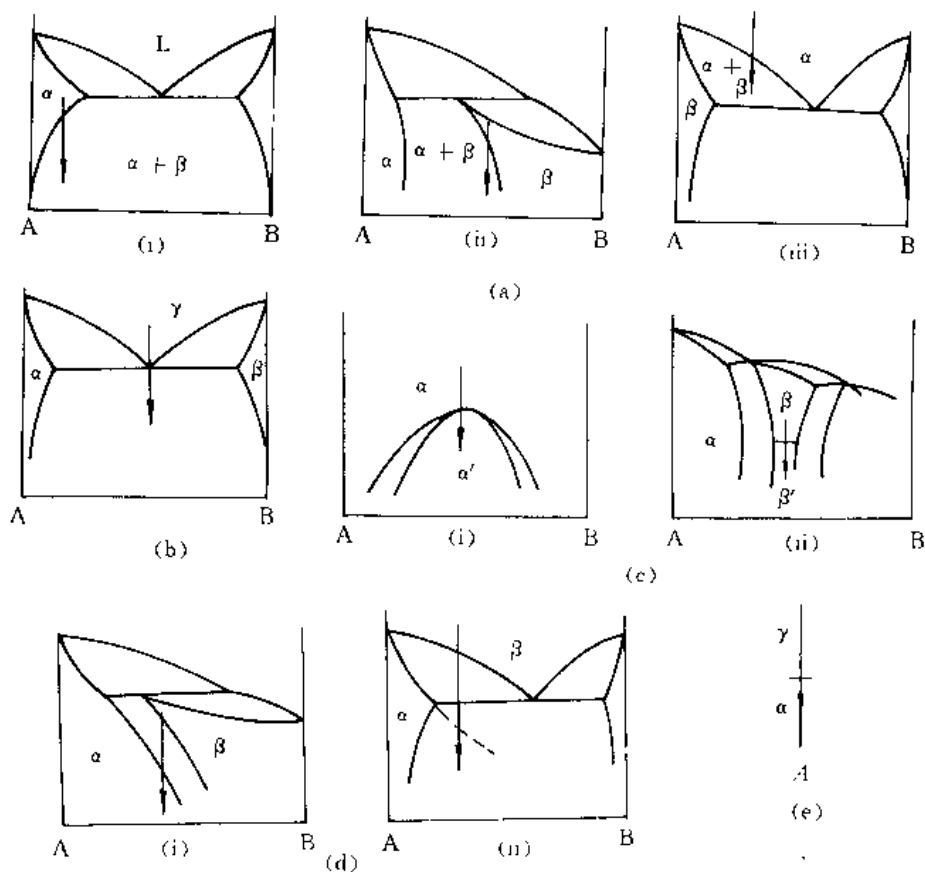 L
α
α + β
A B
(i)
α
α + β
β
A B
(ii)
α + β
α
β
A B
(iii)
(a)
γ
α
β
A B
(b)
α
α′
A B
(i)
β
α
β′
A B
(ii)
(c)
α
β
A B
(i)
β
α
A B
(ii)
(d)
γ
α
A
(e)